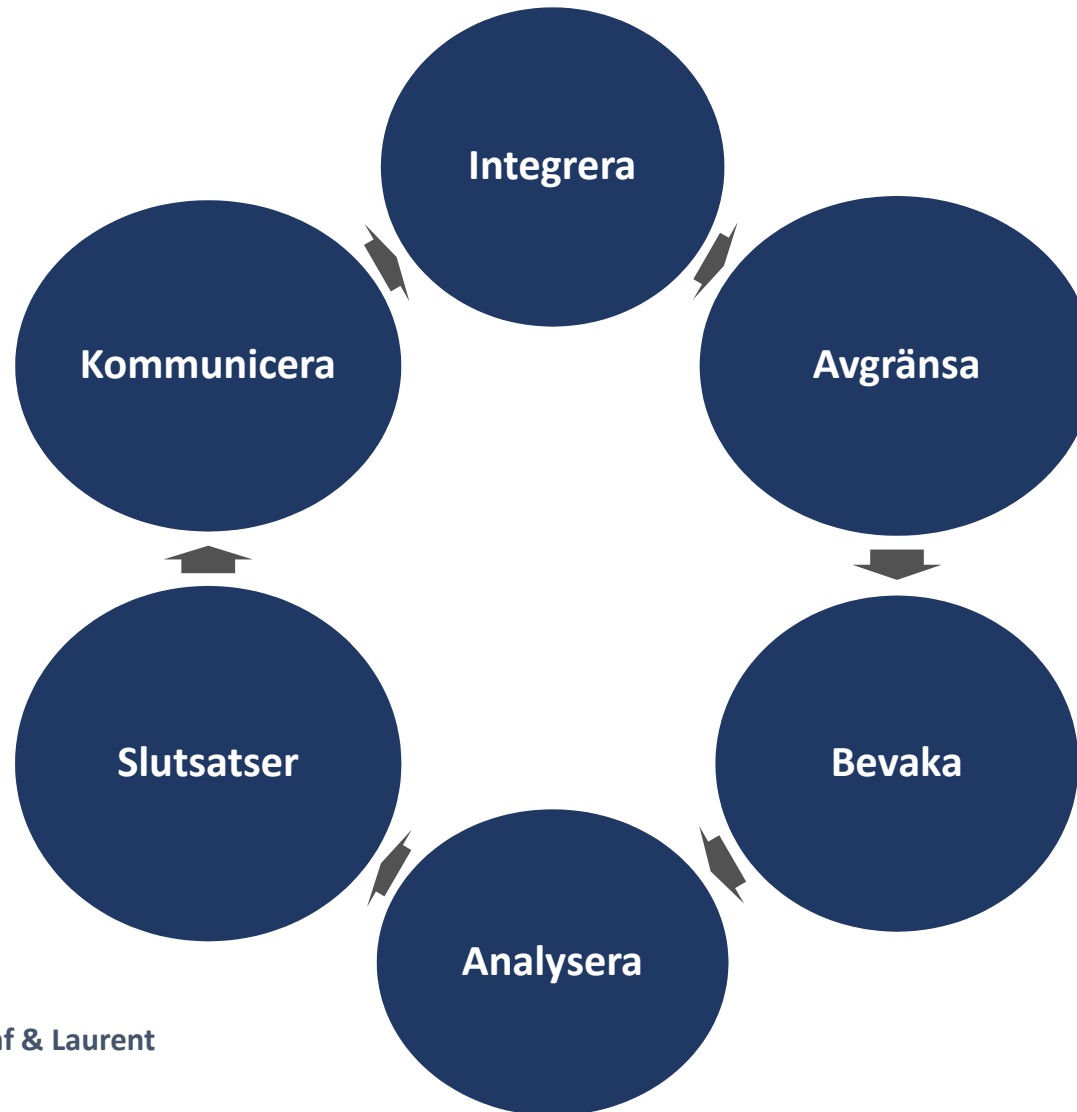 Integrera
Avgränsa
Bevaka
Analysera
Slutsatser
Kommunicera
& Laurent